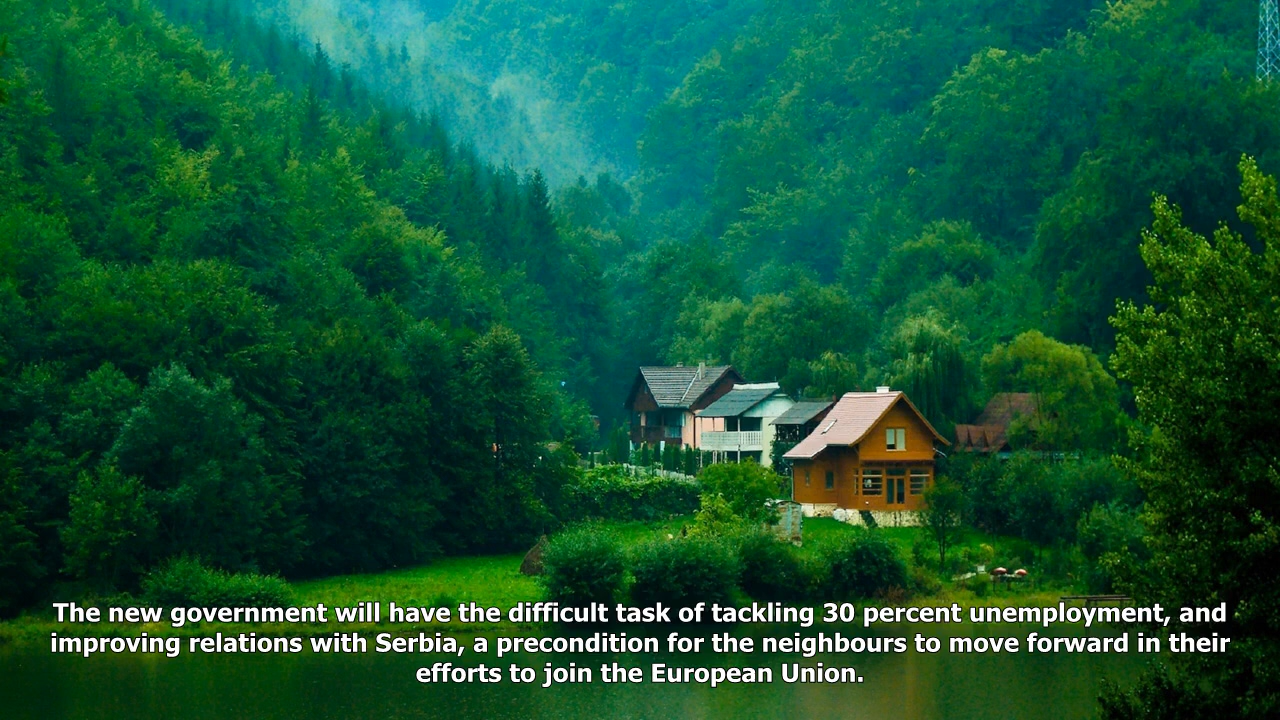 The new government will have the difficult task of tackling 30 percent unemployment, and
improving relations with Serbia, a precondition for the neighbours to move forward in their
efforts to join the European Union.